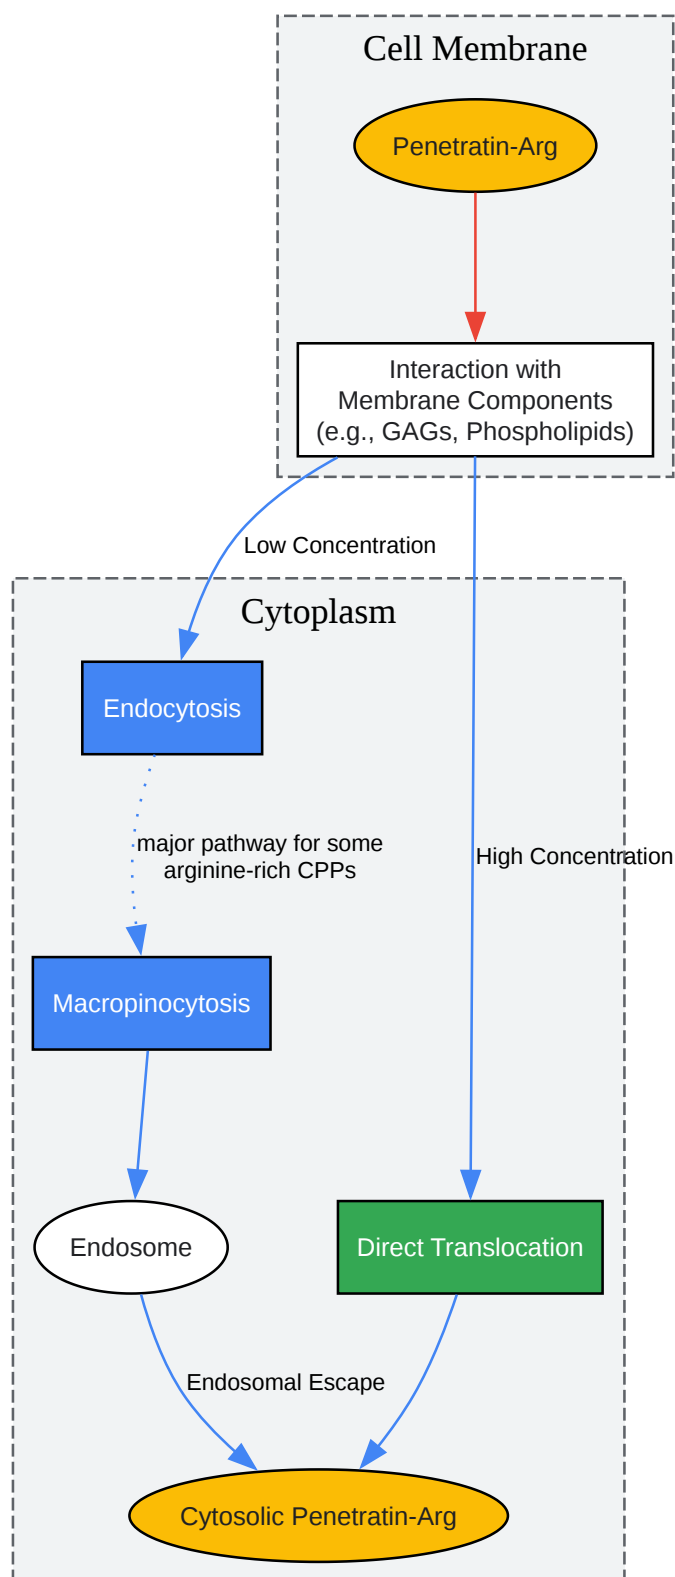 Cell Membrane
Penetratin-Arg
Interaction with
Membrane Components
(e.g., GAGs, Phospholipids)
Low Concentration
Cytoplasm
Endocytosis
major pathway for some
arginine-rich CPPs
High Concentration
Macropinocytosis
Endosome
Direct Translocation
Endosomal Escape
Cytosolic Penetratin-Arg